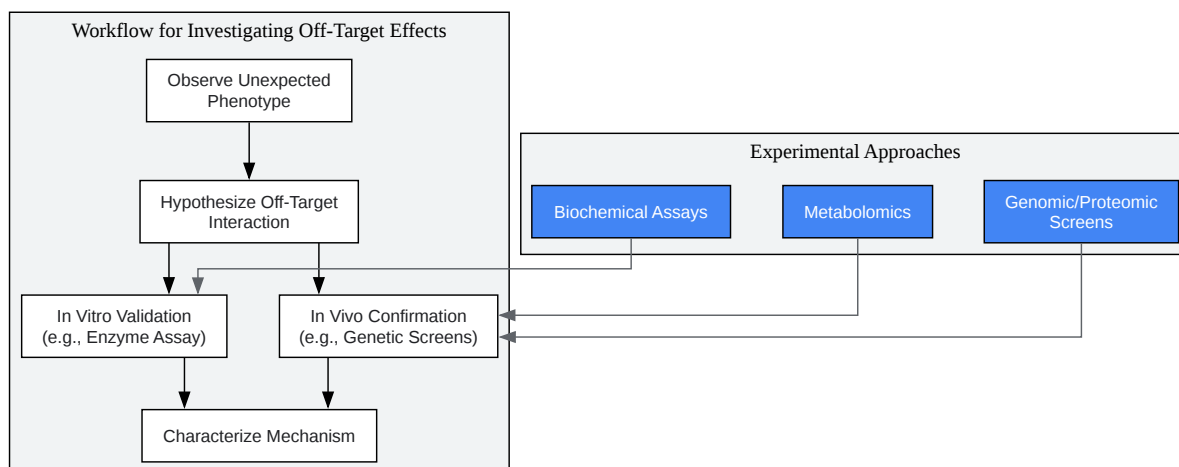 Workflow for Investigating Off-Target Effects
Observe Unexpected
Phenotype
Hypothesize Off-Target
Interaction
In Vitro Validation
(e.g., Enzyme Assay)
In Vivo Confirmation
(e.g., Genetic Screens)
Characterize Mechanism
Experimental Approaches
Biochemical Assays
Metabolomics
Genomic/Proteomic
Screens